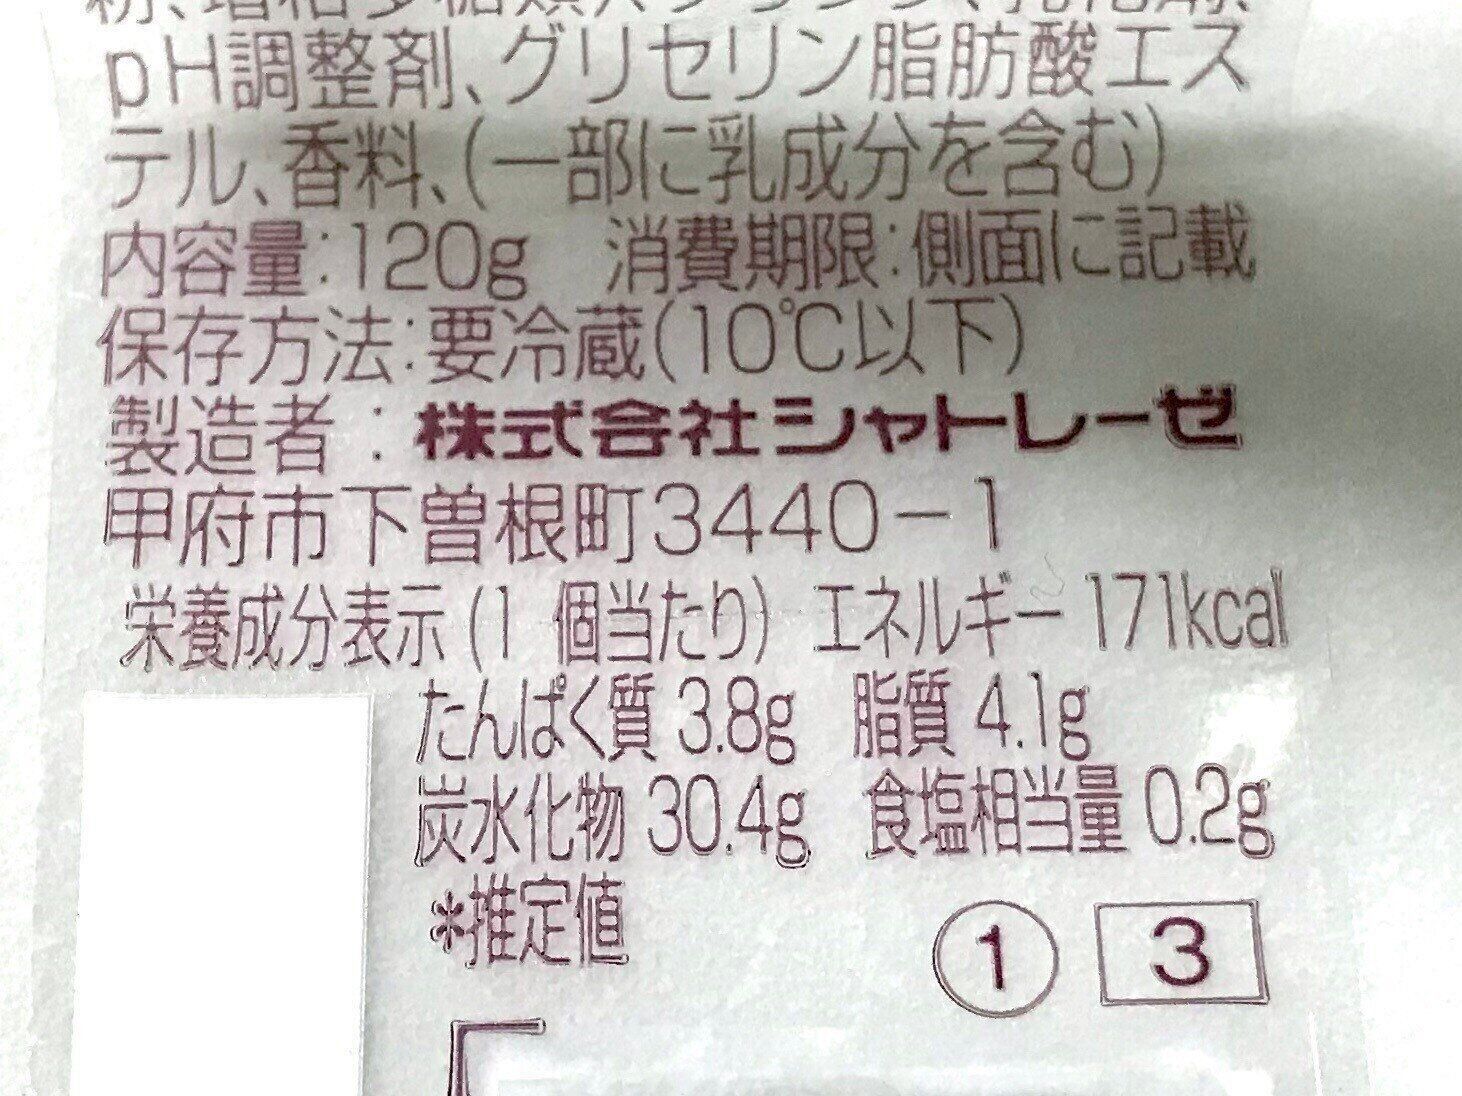 pH調整剤、グリセリン脂肪酸エス
テル、香料、(一部に乳成分を含む)
内容量:120g 消費期限:側面に記載
保存方法:要冷蔵(10℃以下)
製造者:株式会社シャトレーゼ
甲府市下曽根町3440-1
栄養成分表示(1 個当たり) エネルギー 171kcal
たんぱく質 3.8g 脂質 4.1g
炭水化物 30.4g 食塩相当量 0.2g
*推定値
1 3